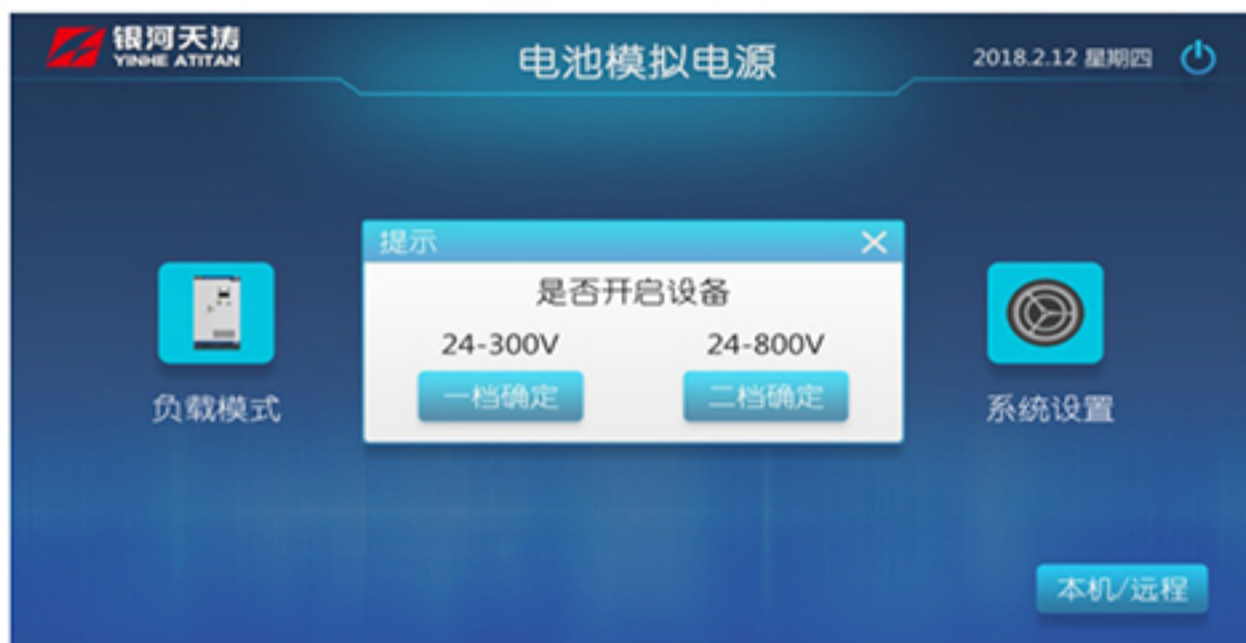 银河天涛
YINHE ATITAN
电池模拟电源
2018.2.12 星期四
提示
是否开启设备
24-300V
24-800V
一档确定
二档确定
负载模式
系统设置
本机/远程